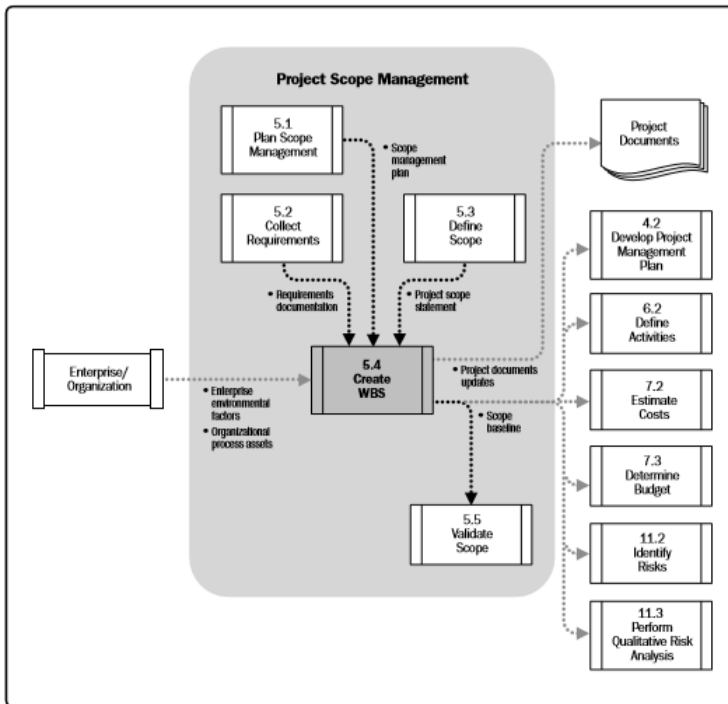 Project Scope Management
5.1
Plan Scope
Management
• Scope
management
plan
Project
Documents
5.2
Collect
Requirements
5.3
Define
Scope
4.2
Develop Project
Management
Plan
• Requirements
documentation
• Project scope
statement
6.2
Define
Activities
Enterprise/
Organization
5.4
Create
WBS
• Project documents
updates
• Enterprise
environmental
factors
• Organizational
process assets
• Scope
baseline
7.2
Estimate
Costs
7.3
Determine
Budget
5.5
Validate
Scope
11.2
Identify
Risks
11.3
Perform
Qualitative Risk
Analysis